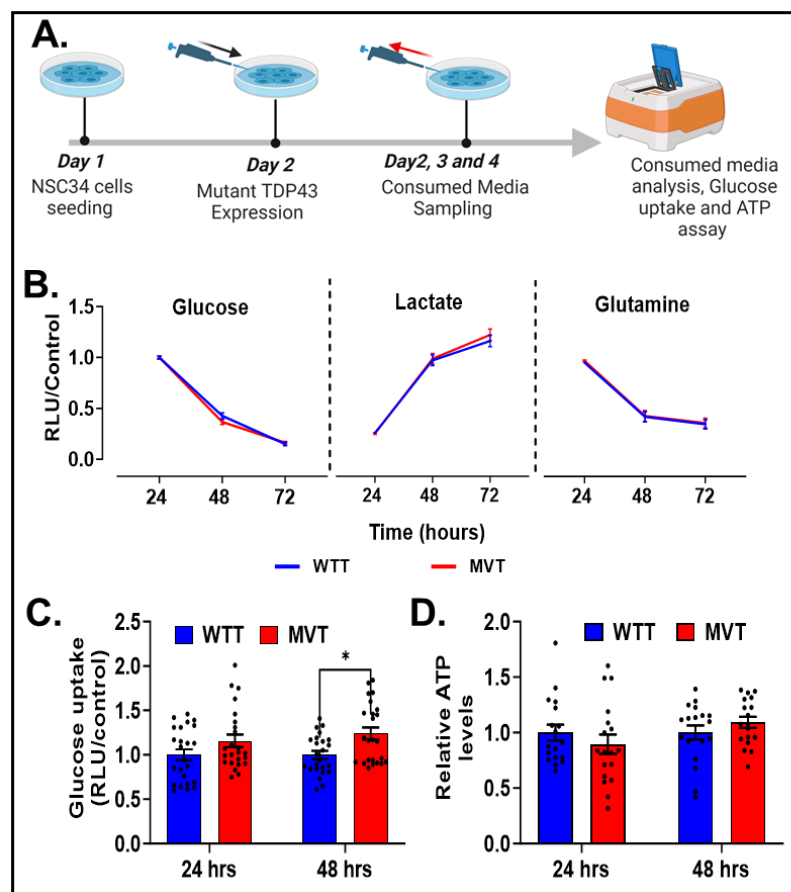 A.
Day 1
NSC34 cells
seeding
Day 2
Mutant TDP43
Expression
Day2, 3 and 4
Consumed Media
Sampling
Consumed media
analysis, Glucose
uptake and ATP
assay
B.
RLU/Control
1.5
1.0
0.5
0.0
Glucose
Lactate
Glutamine
24 48 72
24 48 72
24 48 72
Time (hours)
WTT MVT
C.
Glucose uptake
(RLU/control)
2.5
2.0
1.5
1.0
0.5
0.0
WTT MVT
*
24 hrs 48 hrs
D.
Relative ATP
levels
2.0
1.5
1.0
0.5
0.0
WTT MVT
24 hrs 48 hrs